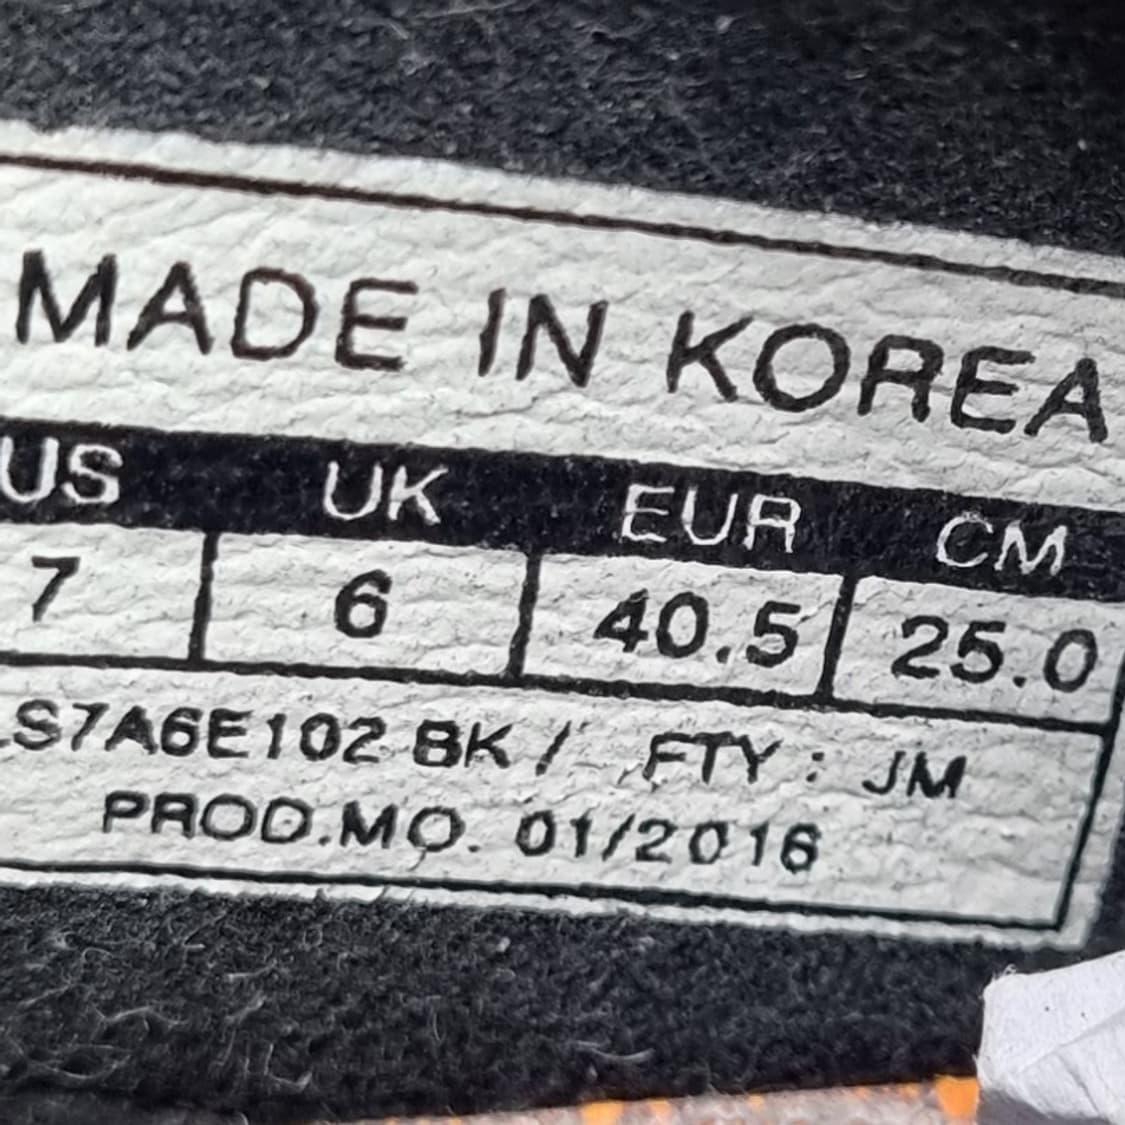 MADE IN KOREA
US UK EUR CM
7 6 40.5 25.0
LS7A6E102 BK / FTY : JM
PROD.MO. 01/2016